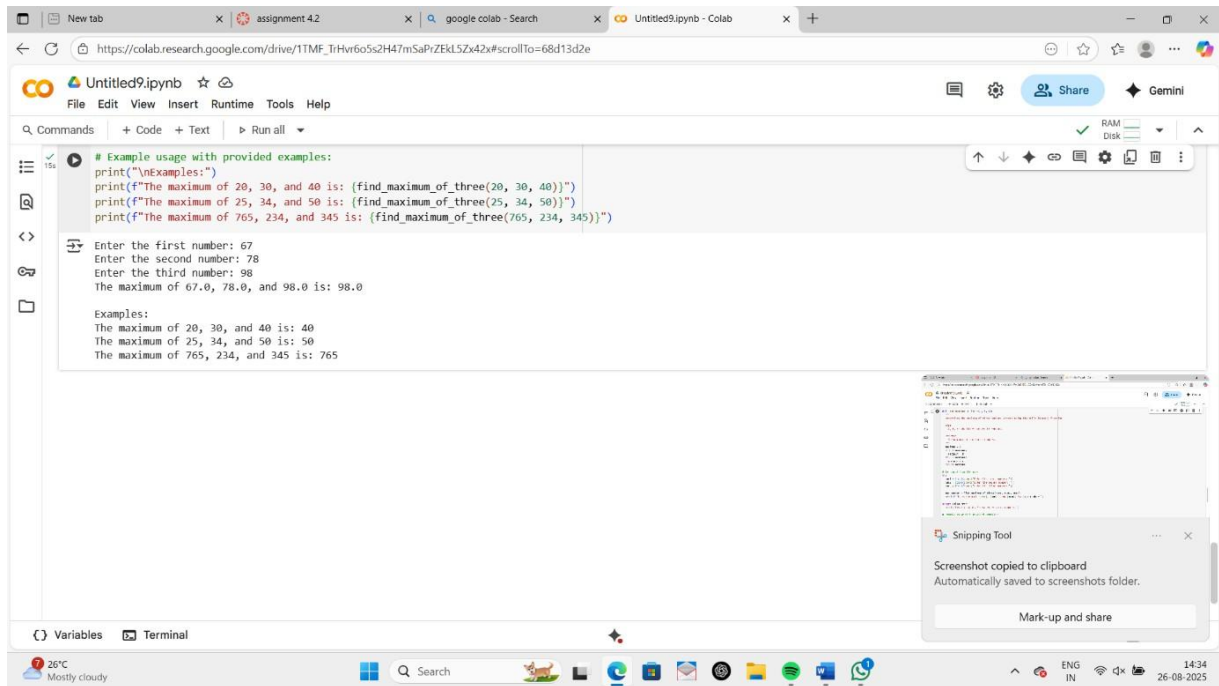 New tab
assignment 4.2
google colab - Search
Untitled9.ipynb - Colab
https://colab.research.google.com/drive/1TMF_TrHvr6o5s2H47mSaPrZEkL5Zx42x#scrollTo=68d13d2e
Untitled9.ipynb
File Edit View Insert Runtime Tools Help
Share
Gemini
Commands + Code + Text Run all
RAM
Disk
15s
# Example usage with provided examples:
print("\nExamples:")
print(f"The maximum of 20, 30, and 40 is: {find_maximum_of_three(20, 30, 40)}")
print(f"The maximum of 25, 34, and 50 is: {find_maximum_of_three(25, 34, 50)}")
print(f"The maximum of 765, 234, and 345 is: {find_maximum_of_three(765, 234, 345)}")
Enter the first number: 67
Enter the second number: 78
Enter the third number: 98
The maximum of 67.0, 78.0, and 98.0 is: 98.0
Examples:
The maximum of 20, 30, and 40 is: 40
The maximum of 25, 34, and 50 is: 50
The maximum of 765, 234, and 345 is: 765
Snipping Tool
Screenshot copied to clipboard
Automatically saved to screenshots folder.
Mark-up and share
Variables Terminal
7
26°C
Mostly cloudy
Search
ENG
IN
14:34
26-08-2025